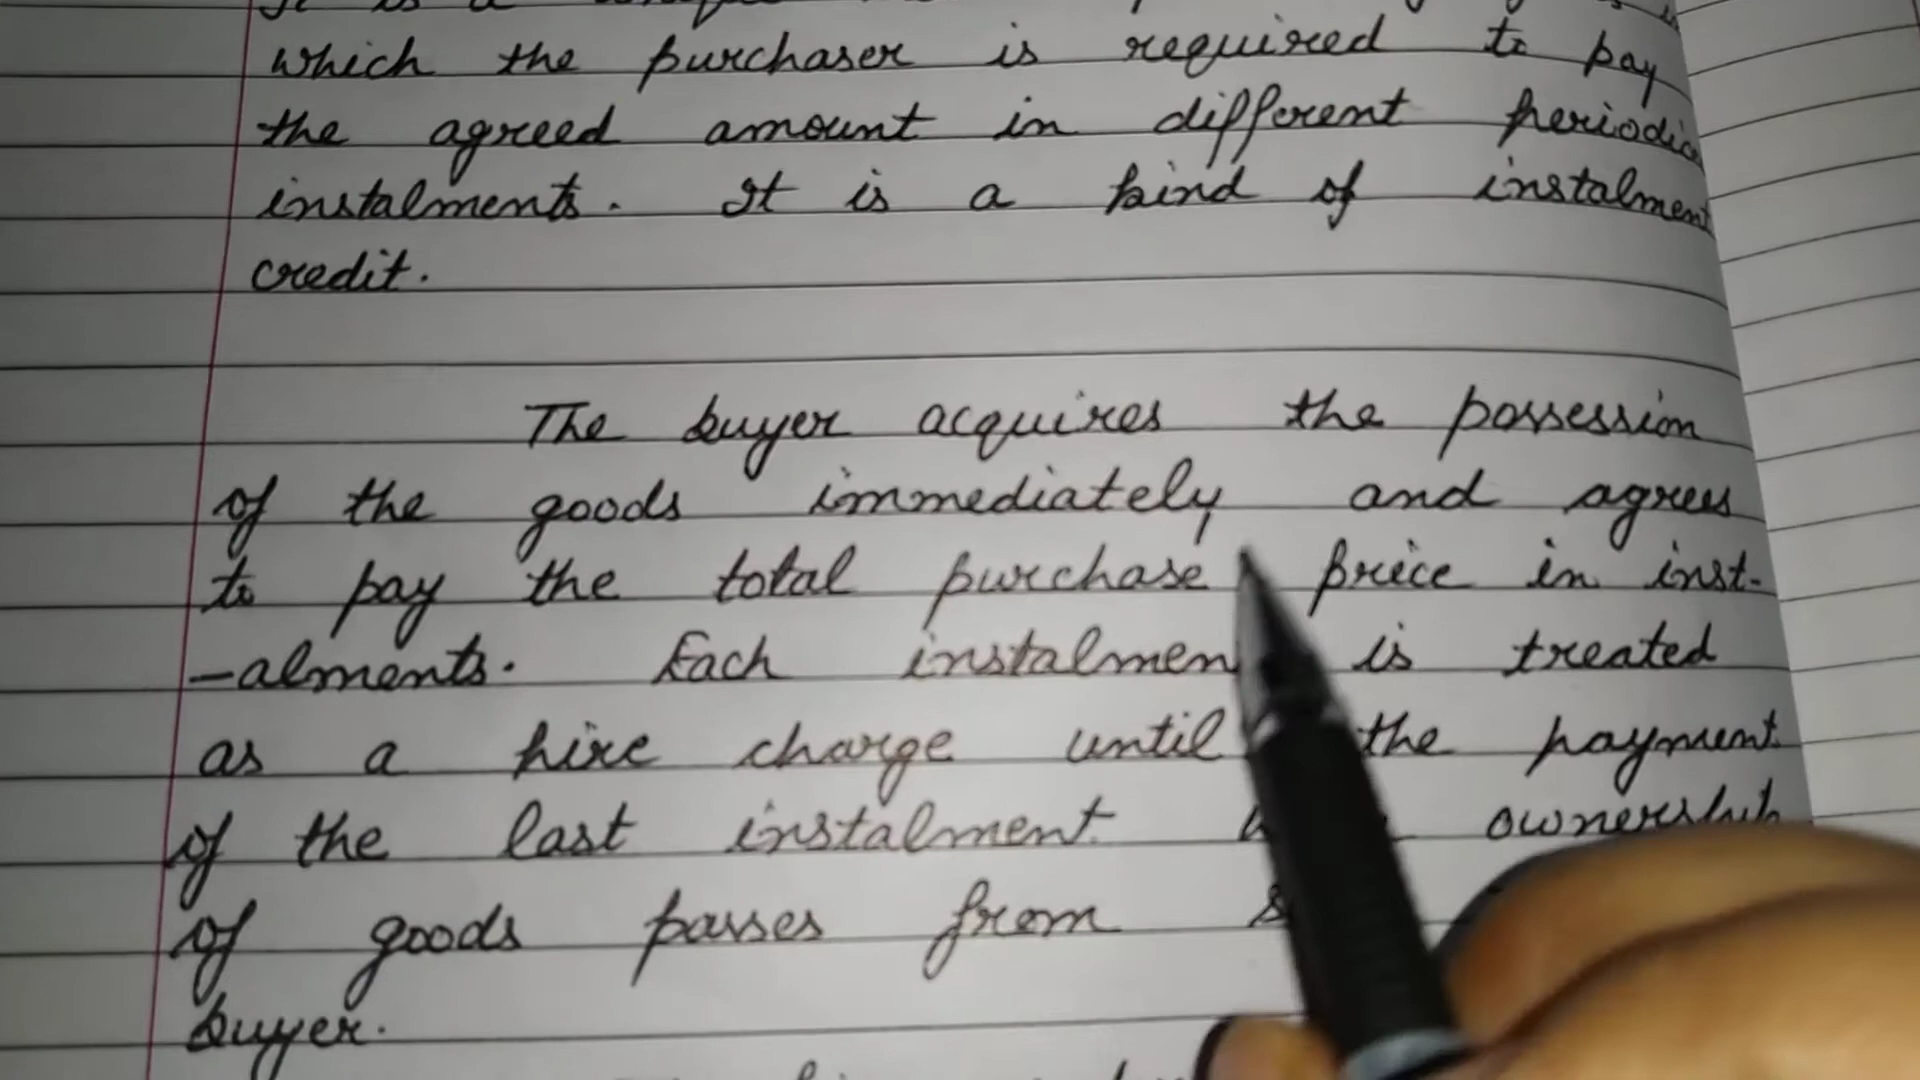 It is a
which the purchaser is required to pay
the agreed amount in different periodic
instalments. It is a kind of instalment
credit.
The buyer acquires the possession
of the goods immediately and agrees
to pay the total purchase price in inst-
-alments. Each instalment is treated
as a hire charge until the payment
of the last instalment. ownership
of goods passes from
buyer.